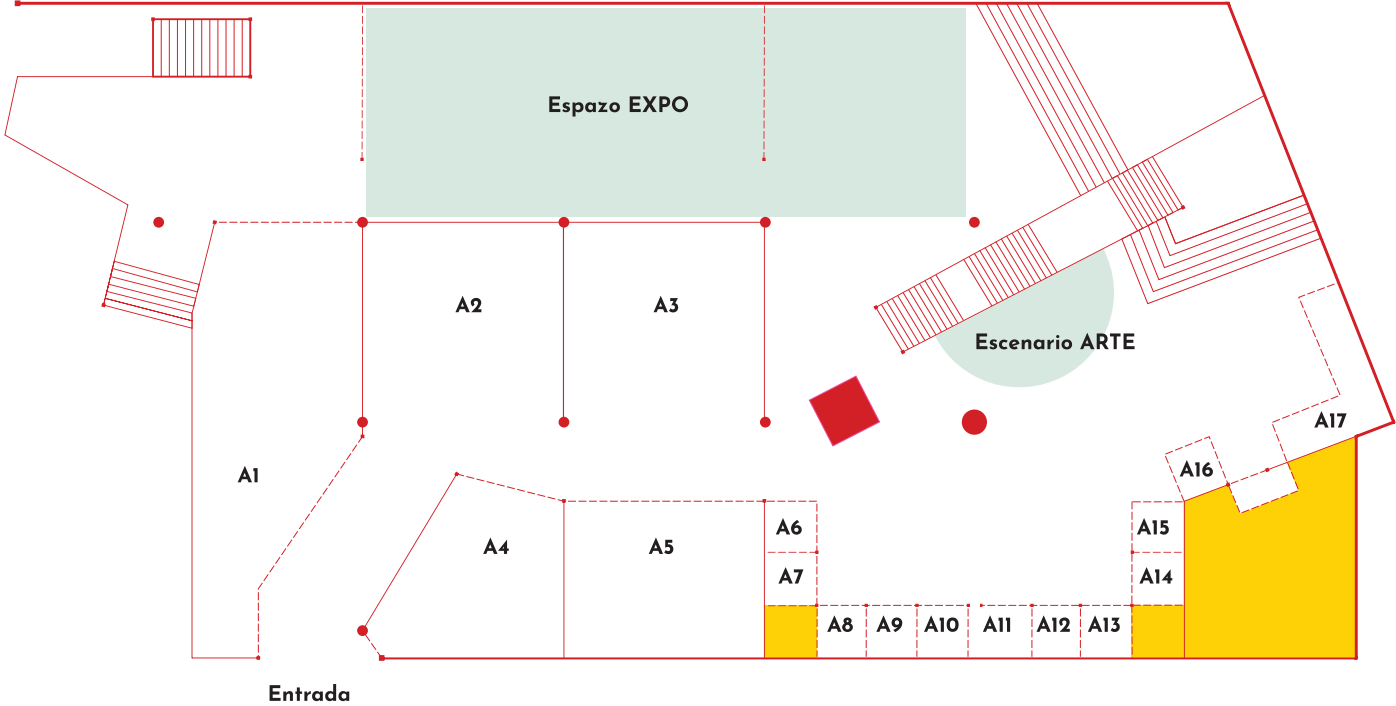 Espazo EXPO
A2
A3
Escenario ARTE
A17
A1
A16
A4
A5
A6
A15
A7
A14
A8
A9
A10
A11
A12
A13
Entrada